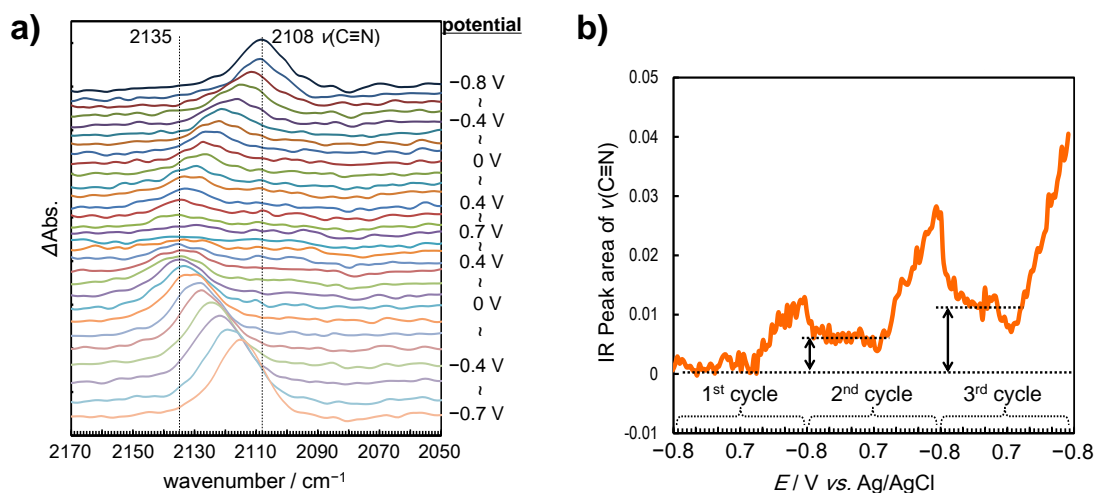 a)
2135
2108 ν(C≡N)
potential
−0.8 V
~
−0.4 V
~
0 V
~
0.4 V
~
0.7 V
~
0.4 V
~
0 V
~
−0.4 V
~
−0.7 V
ΔAbs.
2170 2150 2130 2110 2090 2070 2050
wavenumber / cm⁻¹
b)
0.05
0.04
0.03
0.02
0.01
0
-0.01
IR Peak area of ν(C≡N)
1st cycle 2nd cycle 3rd cycle
−0.8 0.7 −0.8 0.7 −0.8 0.7 −0.8
E / V vs. Ag/AgCl